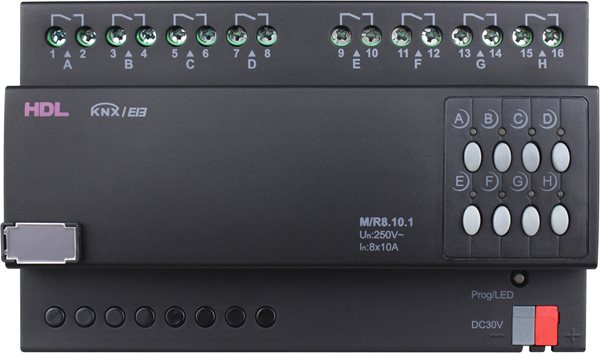 1 2 3 4 5 6 7 8 9 10 11 12 13 14 15 16
A B C D E F G H
HDL KNX/EIB
A B C D
E F G H
M/R8.10.1
Un:250V~
In:8x10A
Prog/LED
DC30V
− +